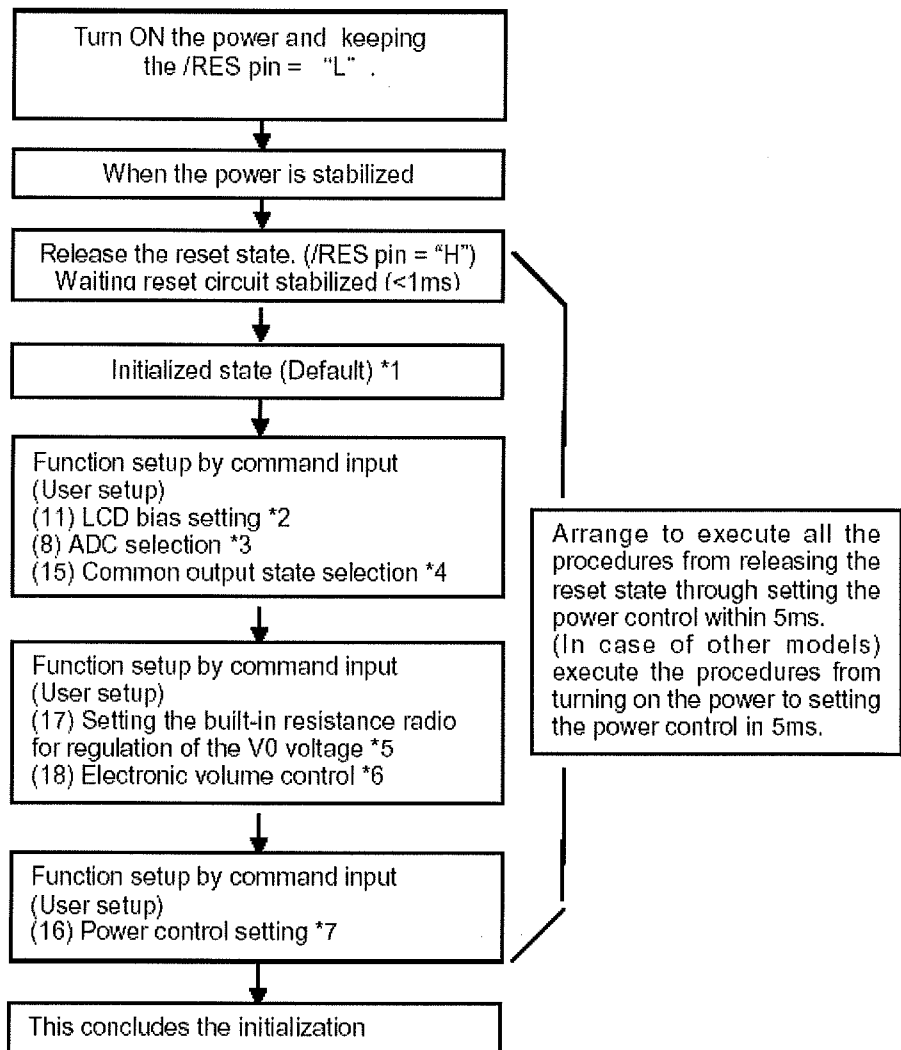 Turn ON the power and keeping
the /RES pin = “L” .
When the power is stabilized
Release the reset state. (/RES pin = “H”)
Waiting reset circuit stabilized (<1ms)
Initialized state (Default) *1
Function setup by command input
(User setup)
(11) LCD bias setting *2
(8) ADC selection *3
(15) Common output state selection *4
Function setup by command input
(User setup)
(17) Setting the built-in resistance radio
for regulation of the V0 voltage *5
(18) Electronic volume control *6
Function setup by command input
(User setup)
(16) Power control setting *7
This concludes the initialization
Arrange to execute all the
procedures from releasing the
reset state through setting the
power control within 5ms.
(In case of other models)
execute the procedures from
turning on the power to setting
the power control in 5ms.